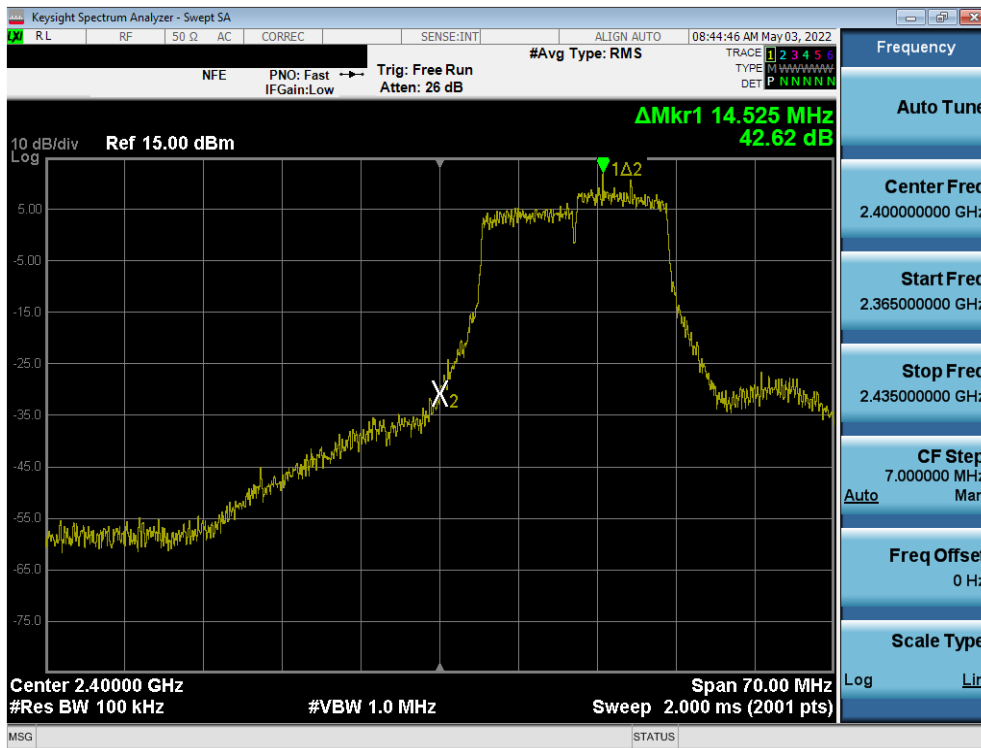 Keysight Spectrum Analyzer - Swept SA
LXI RL RF 50 Ω AC CORREC SENSE:INT ALIGN AUTO 08:44:46 AM May 03, 2022
NFE PNO: Fast Trig: Free Run #Avg Type: RMS TRACE 1 2 3 4 5 6
IFGain:Low Atten: 26 dB TYPE M WWWWW
DET P N N N N N
ΔMkr1 14.525 MHz
42.62 dB
10 dB/div Ref 15.00 dBm
Log
1Δ2
5.00
-5.00
-15.0
-25.0
2
-35.0
-45.0
-55.0
-65.0
-75.0
Center 2.40000 GHz Span 70.00 MHz
#Res BW 100 kHz #VBW 1.0 MHz Sweep 2.000 ms (2001 pts)
MSG STATUS
Frequency
Auto Tune
Center Freq
2.400000000 GHz
Start Freq
2.365000000 GHz
Stop Freq
2.435000000 GHz
CF Step
7.000000 MHz
Auto Man
Freq Offset
0 Hz
Scale Type
Log Lin